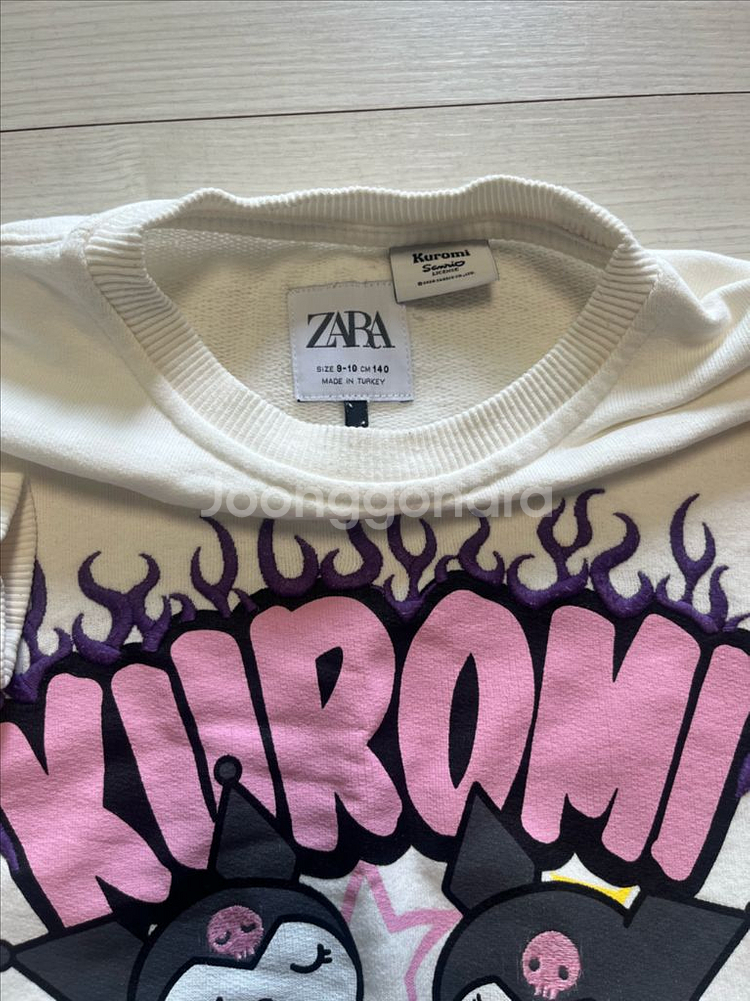 Kuromi
Sanrio
LICENSE
ZARA
SIZE 9-10 CM 140
MADE IN TURKEY
Joonggonara
KUROMI